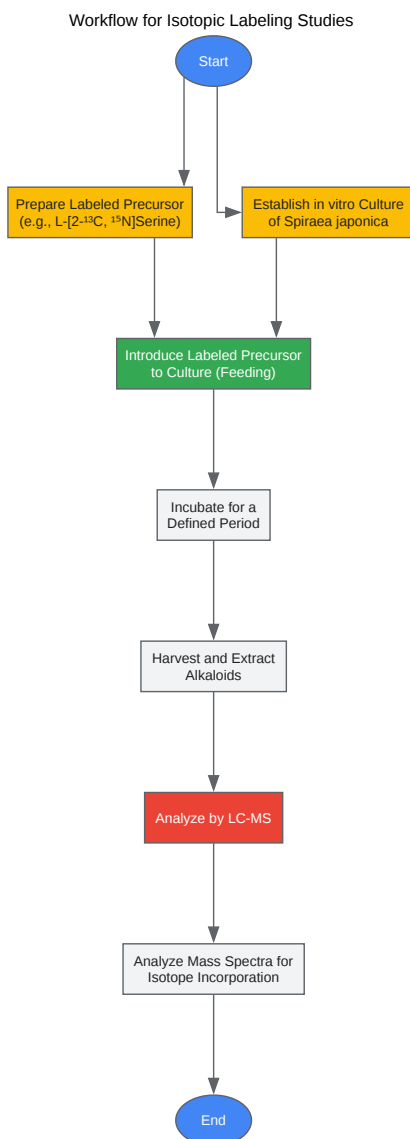 Workflow for Isotopic Labeling Studies
Start
Prepare Labeled Precursor
(e.g., L-[2-¹³C, ¹⁵N]Serine)
Establish in vitro Culture
of Spiraea japonica
Introduce Labeled Precursor
to Culture (Feeding)
Incubate for a
Defined Period
Harvest and Extract
Alkaloids
Analyze by LC-MS
Analyze Mass Spectra for
Isotope Incorporation
End